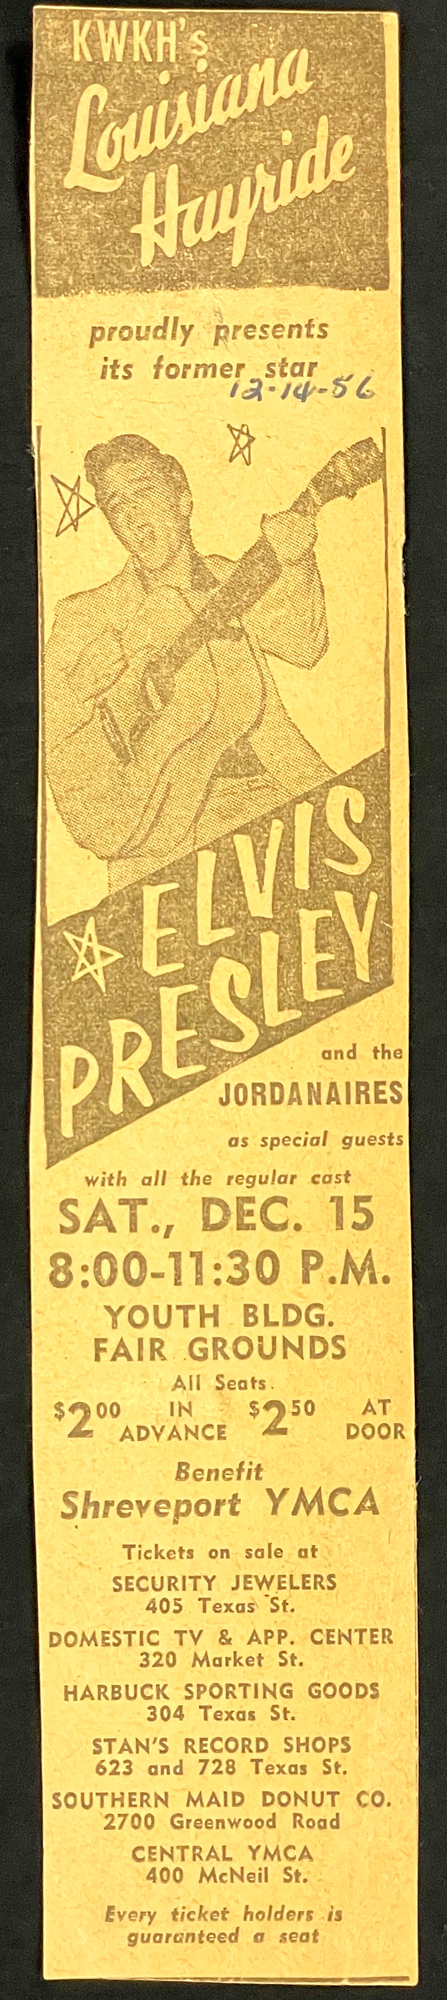 KWKH's
Louisiana
Hayride
proudly presents
its former star
12-14-56
ELVIS
PRESLEY
and the
JORDANAIRES
as special guests
with all the regular cast
SAT., DEC. 15
8:00-11:30 P.M.
YOUTH BLDG.
FAIR GROUNDS
All Seats
$2.00 IN ADVANCE $2.50 AT DOOR
Benefit
Shreveport YMCA
Tickets on sale at
SECURITY JEWELERS
405 Texas St.
DOMESTIC TV & APP. CENTER
320 Market St.
HARBUCK SPORTING GOODS
304 Texas St.
STAN'S RECORD SHOPS
623 and 728 Texas St.
SOUTHERN MAID DONUT CO.
2700 Greenwood Road
CENTRAL YMCA
400 McNeil St.
Every ticket holders is
guaranteed a seat